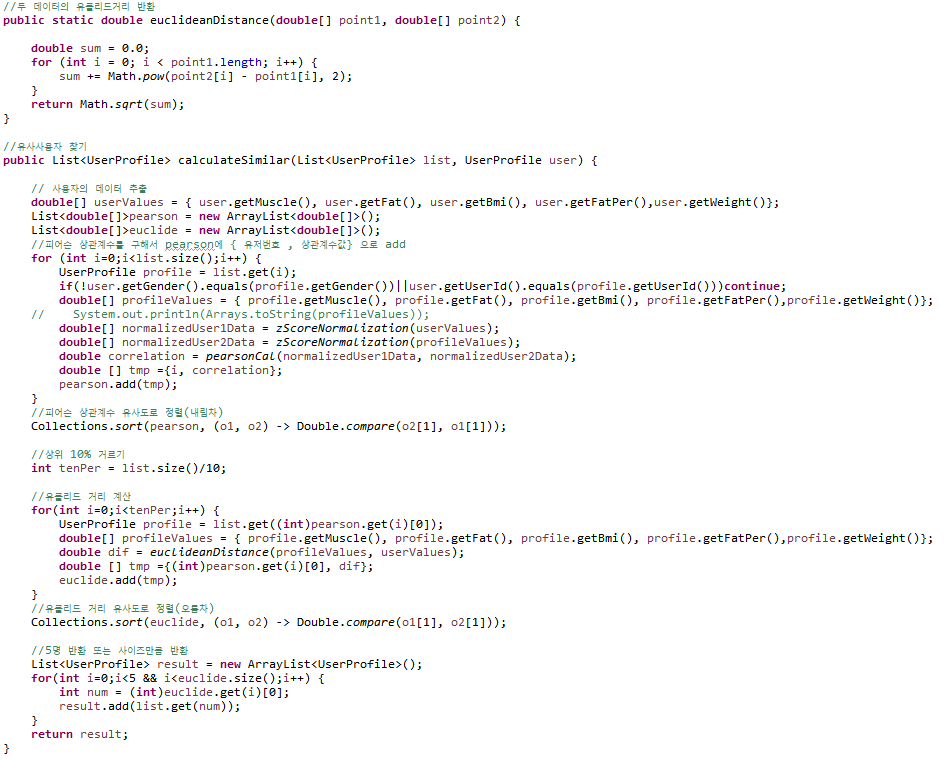 //두 데이터의 유클리드거리 반환
public static double euclideanDistance(double[] point1, double[] point2) {
double sum = 0.0;
for (int i = 0; i < point1.length; i++) {
sum += Math.pow(point2[i] - point1[i], 2);
}
return Math.sqrt(sum);
}
//유사사용자 찾기
public List<UserProfile> calculateSimilar(List<UserProfile> list, UserProfile user) {
// 사용자의 데이터 추출
double[] userValues = { user.getMuscle(), user.getFat(), user.getBmi(), user.getFatPer(),user.getWeight()};
List<double[]>pearson = new ArrayList<double[]>();
List<double[]>euclide = new ArrayList<double[]>();
//피어슨 상관계수를 구해서 pearson에 { 유저번호 , 상관계수값} 으로 add
for (int i=0;i<list.size();i++) {
UserProfile profile = list.get(i);
if(!user.getGender().equals(profile.getGender())||user.getUserId().equals(profile.getUserId()))continue;
double[] profileValues = { profile.getMuscle(), profile.getFat(), profile.getBmi(), profile.getFatPer(),profile.getWeight()};
//    System.out.println(Arrays.toString(profileValues));
double[] normalizedUser1Data = zScoreNormalization(userValues);
double[] normalizedUser2Data = zScoreNormalization(profileValues);
double correlation = pearsonCal(normalizedUser1Data, normalizedUser2Data);
double [] tmp ={i, correlation};
pearson.add(tmp);
}
//피어슨 상관계수 유사도로 정렬(내림차)
Collections.sort(pearson, (o1, o2) -> Double.compare(o2[1], o1[1]));
//상위 10% 거르기
int tenPer = list.size()/10;
//유클리드 거리 계산
for(int i=0;i<tenPer;i++) {
UserProfile profile = list.get((int)pearson.get(i)[0]);
double[] profileValues = { profile.getMuscle(), profile.getFat(), profile.getBmi(), profile.getFatPer(),profile.getWeight()};
double dif = euclideanDistance(profileValues, userValues);
double [] tmp ={(int)pearson.get(i)[0], dif};
euclide.add(tmp);
}
//유클리드 거리 유사도로 정렬(오름차)
Collections.sort(euclide, (o1, o2) -> Double.compare(o1[1], o2[1]));
//5명 반환 또는 사이즈만큼 반환
List<UserProfile> result = new ArrayList<UserProfile>();
for(int i=0;i<5 && i<euclide.size();i++) {
int num = (int)euclide.get(i)[0];
result.add(list.get(num));
}
return result;
}